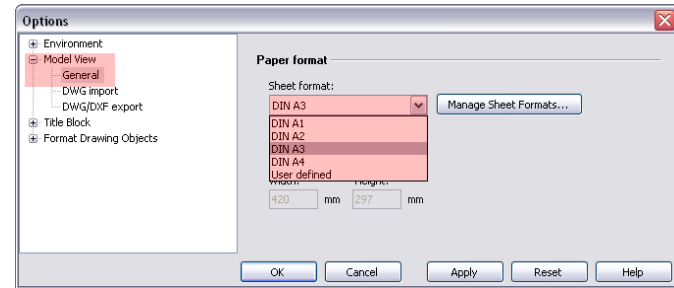 Options
Environment
Model View
General
DWG import
DWG/DXF export
Title Block
Format Drawing Objects
Paper format
Sheet format:
DIN A3
Manage Sheet Formats...
DIN A1
DIN A2
DIN A3
DIN A4
User defined
Width: Height:
420 mm 297 mm
OK Cancel Apply Reset Help